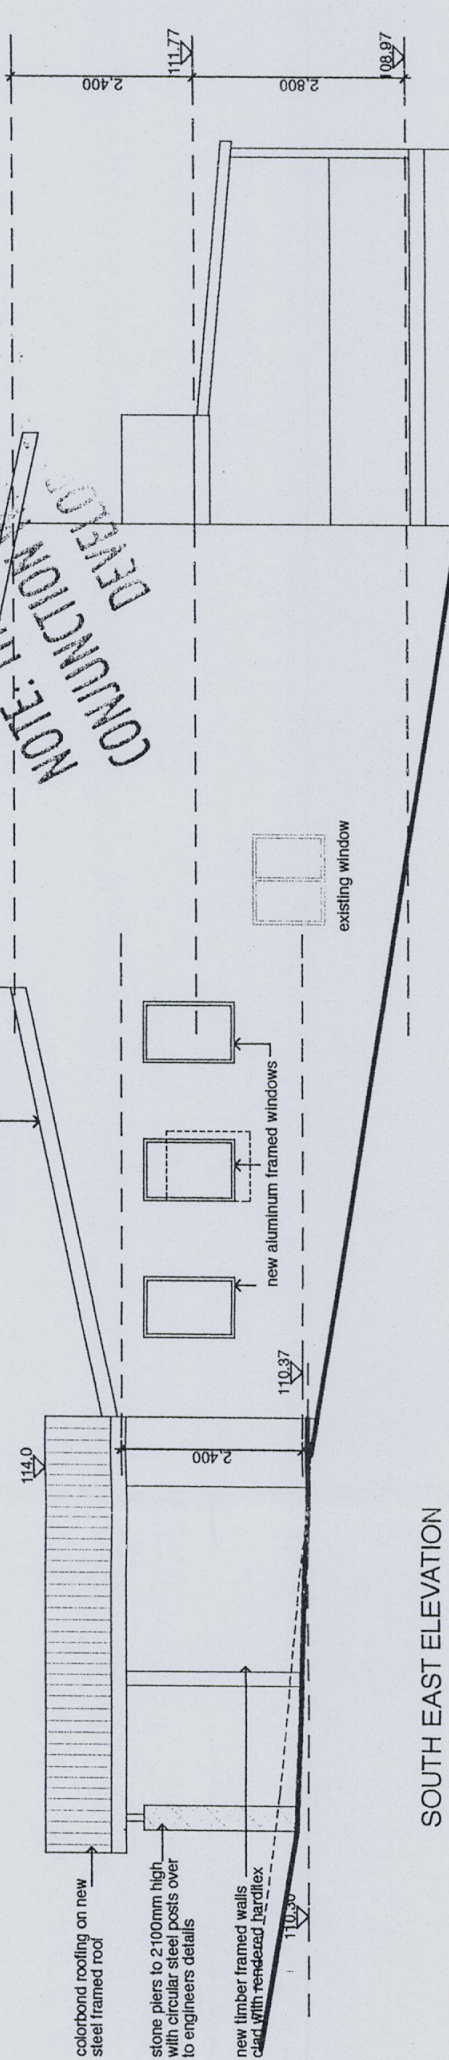 colorbond roofing on new
steel framed roof
stone piers to 2100mm high
with circular steel posts over
to engineers details
new timber framed walls
clad with rendered harditex
110.30
114.0
2,400
110.37
new aluminum framed windows
existing window
NOTE:
CONJUNCTION
2,400
111.77
2,800
108.97
SOUTH EAST ELEVATION